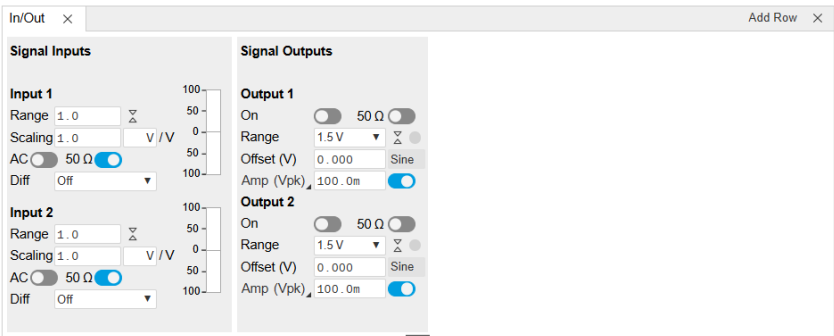 In/Out ×
Add Row ×
Signal Inputs
Input 1
Range 1.0
Scaling 1.0 V / V
AC 50 Ω
Diff Off
100
50
0
50
100
Input 2
Range 1.0
Scaling 1.0 V / V
AC 50 Ω
Diff Off
100
50
0
50
100
Signal Outputs
Output 1
On 50 Ω
Range 1.5 V
Offset (V) 0.000 Sine
Amp (Vpk) 100.0m
Output 2
On 50 Ω
Range 1.5 V
Offset (V) 0.000 Sine
Amp (Vpk) 100.0m